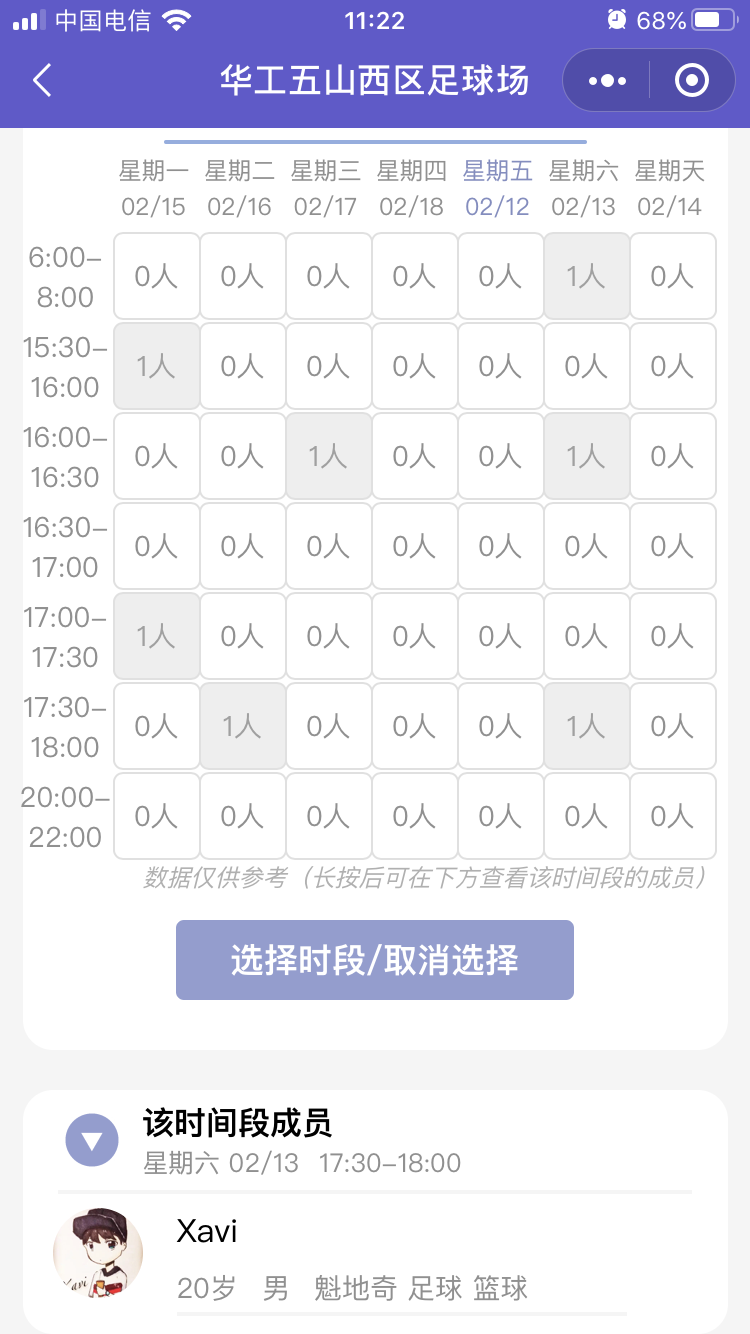 中国电信 11:22 68%
华工五山西区足球场
星期一 星期二 星期三 星期四 星期五 星期六 星期天
02/15 02/16 02/17 02/18 02/12 02/13 02/14
6:00–
8:00
0人 0人 0人 0人 0人 1人 0人
15:30–
16:00
1人 0人 0人 0人 0人 0人 0人
16:00–
16:30
0人 0人 1人 0人 0人 1人 0人
16:30–
17:00
0人 0人 0人 0人 0人 0人 0人
17:00–
17:30
1人 0人 0人 0人 0人 0人 0人
17:30–
18:00
0人 1人 0人 0人 0人 1人 0人
20:00–
22:00
0人 0人 0人 0人 0人 0人 0人
数据仅供参考（长按后可在下方查看该时间段的成员）
选择时段/取消选择
该时间段成员
星期六 02/13 17:30–18:00
Xavi
Xavi
20岁 男 魁地奇 足球 篮球